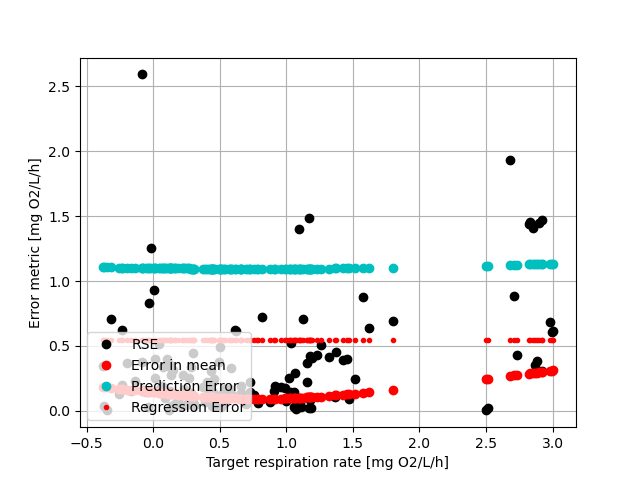 2.5
2.0
1.5
1.0
0.5
0.0
Error metric [mg O2/L/h]
RSE
Error in mean
Prediction Error
Regression Error
−0.5 0.0 0.5 1.0 1.5 2.0 2.5 3.0
Target respiration rate [mg O2/L/h]